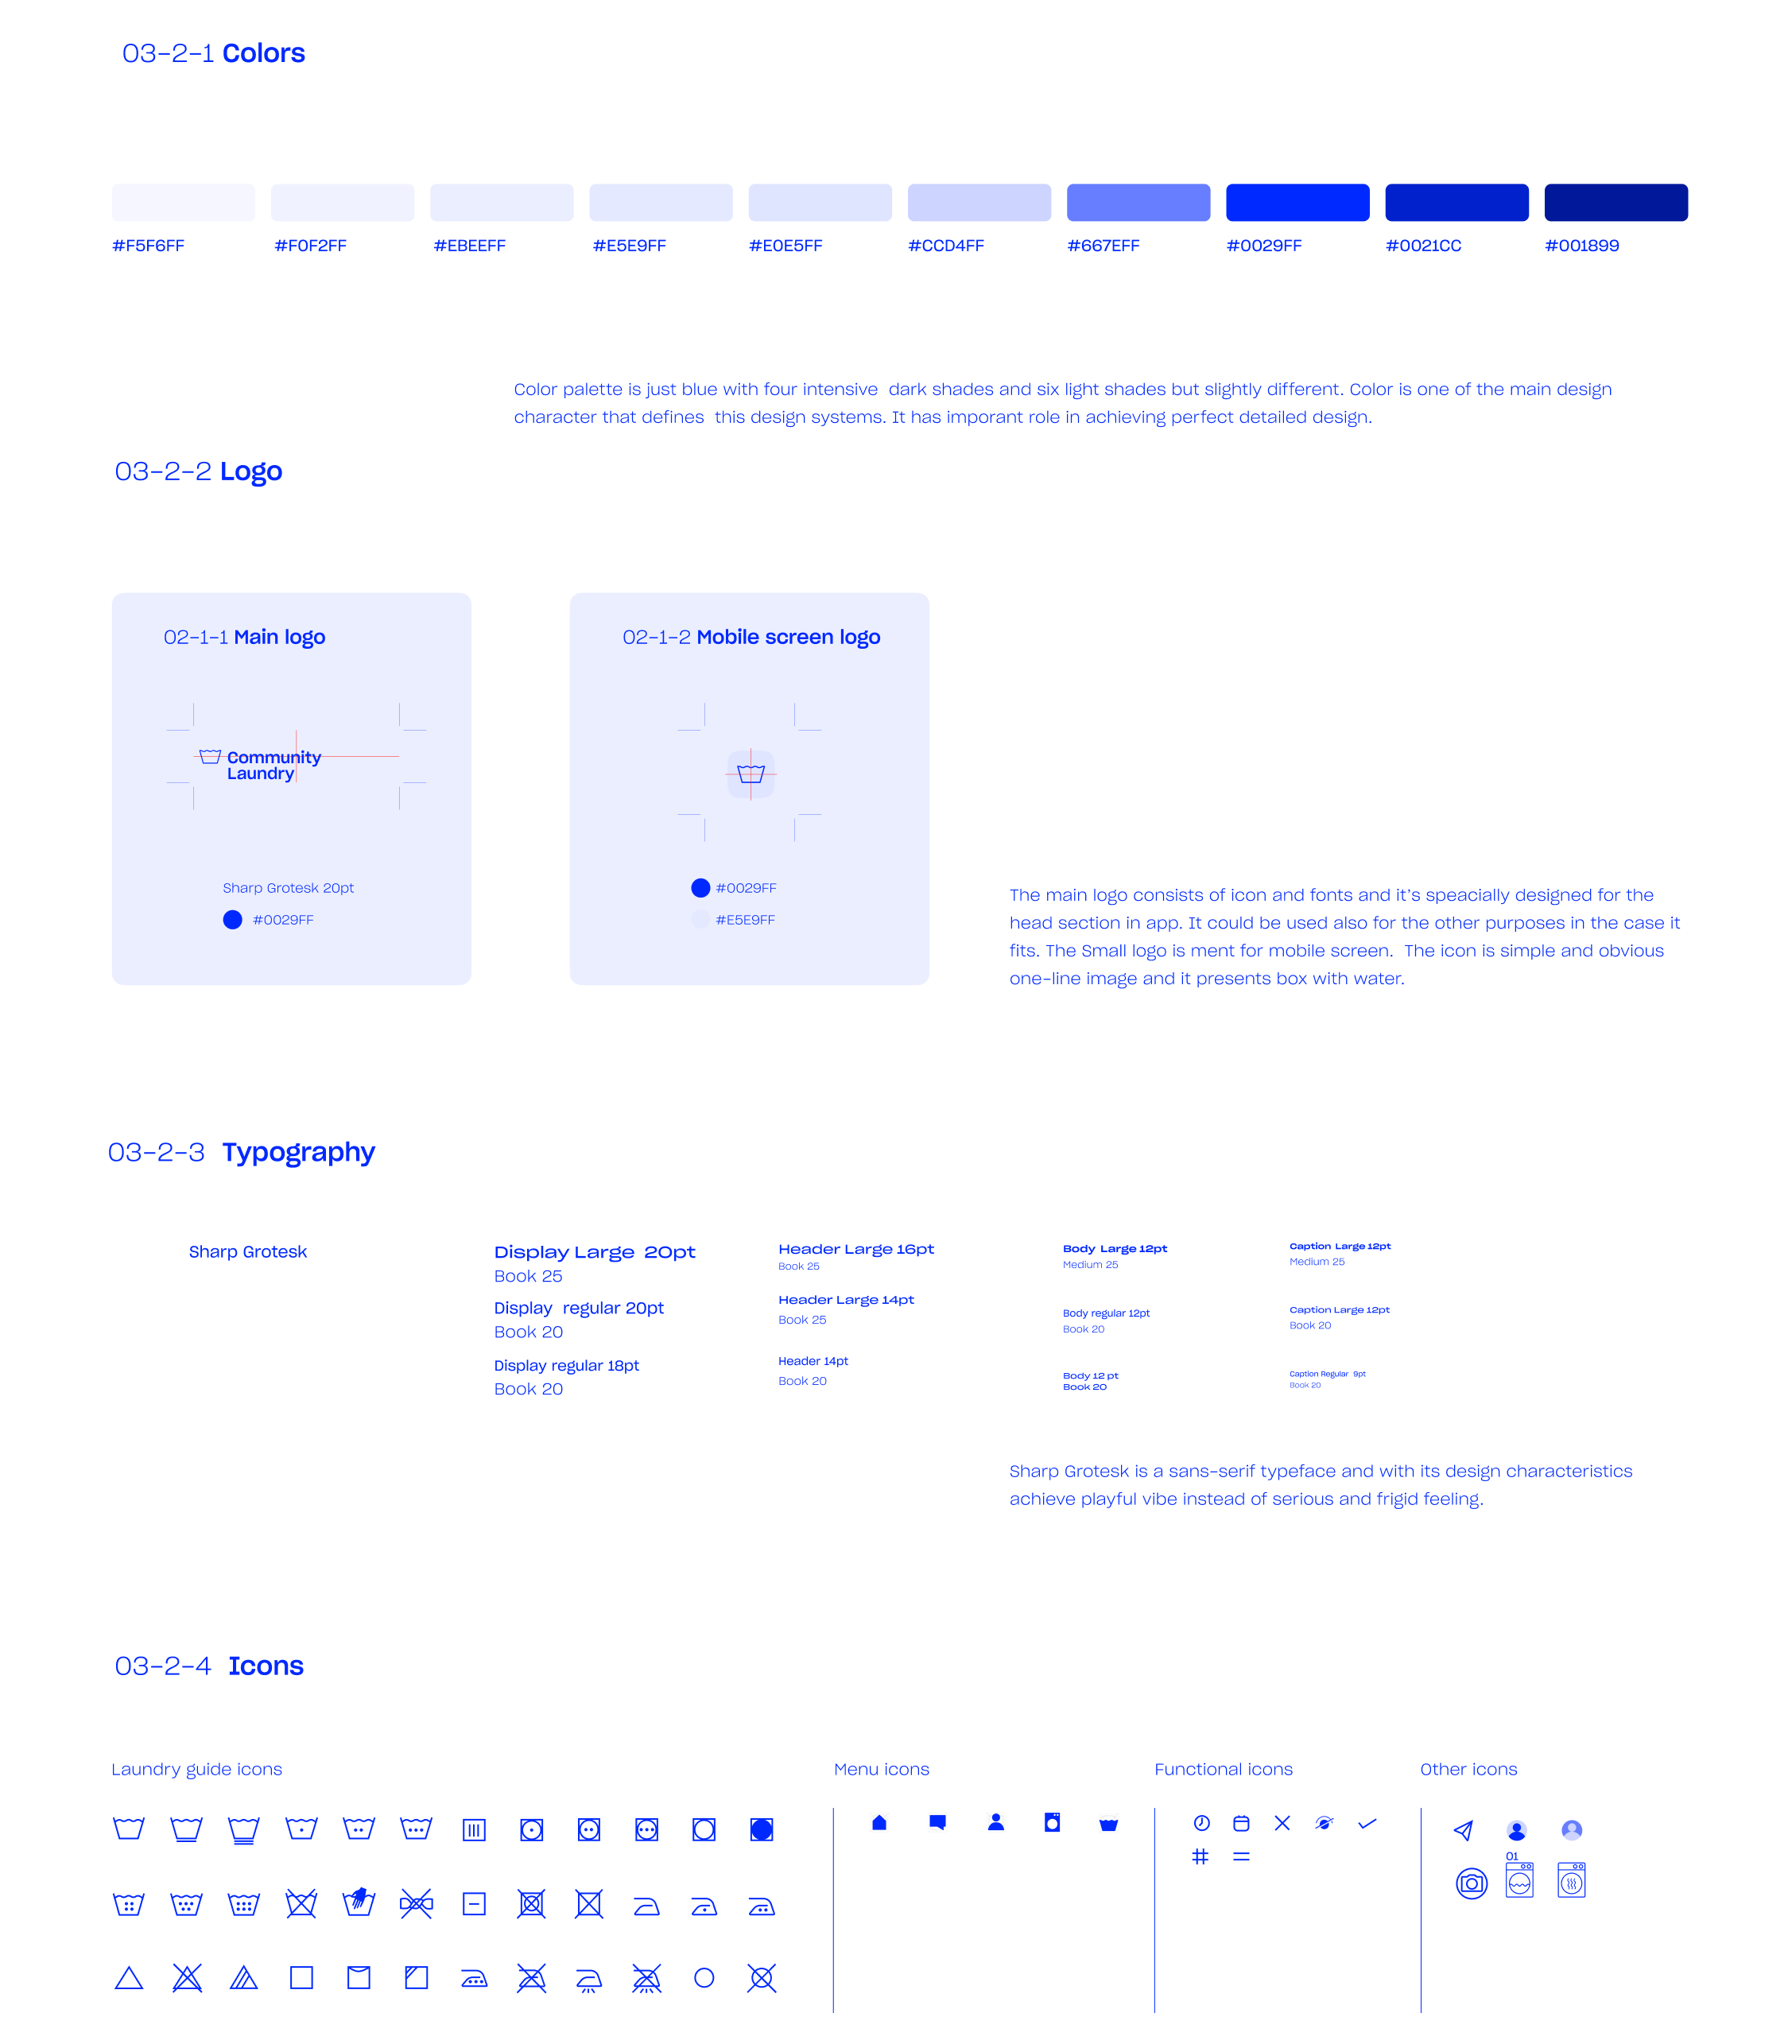 03-2-1 Colors
#F5F6FF #F0F2FF #EBEEFF #E5E9FF #E0E5FF #CCD4FF #667EFF #0029FF #0021CC #001899
Color palette is just blue with four intensive  dark shades and six light shades but slightly different. Color is one of the main design
character that defines  this design systems. It has imporant role in achieving perfect detailed design.
03-2-2 Logo
02-1-1 Main logo
Community
Laundry
Sharp Grotesk 20pt
#0029FF
02-1-2 Mobile screen logo
#0029FF
#E5E9FF
The main logo consists of icon and fonts and it’s speacially designed for the
head section in app. It could be used also for the other purposes in the case it
fits. The Small logo is ment for mobile screen.  The icon is simple and obvious
one-line image and it presents box with water.
03-2-3 Typography
Sharp Grotesk
Display Large  20pt
Book 25
Display  regular 20pt
Book 20
Display regular 18pt
Book 20
Header Large 16pt
Book 25
Header Large 14pt
Book 25
Header 14pt
Book 20
Body  Large 12pt
Medium 25
Body regular 12pt
Book 20
Body 12 pt
Book 20
Caption  Large 12pt
Medium 25
Caption Large 12pt
Book 20
Caption Regular  9pt
Book 20
Sharp Grotesk is a sans-serif typeface and with its design characteristics
achieve playful vibe instead of serious and frigid feeling.
03-2-4 Icons
Laundry guide icons
Menu icons
Functional icons
Other icons
01